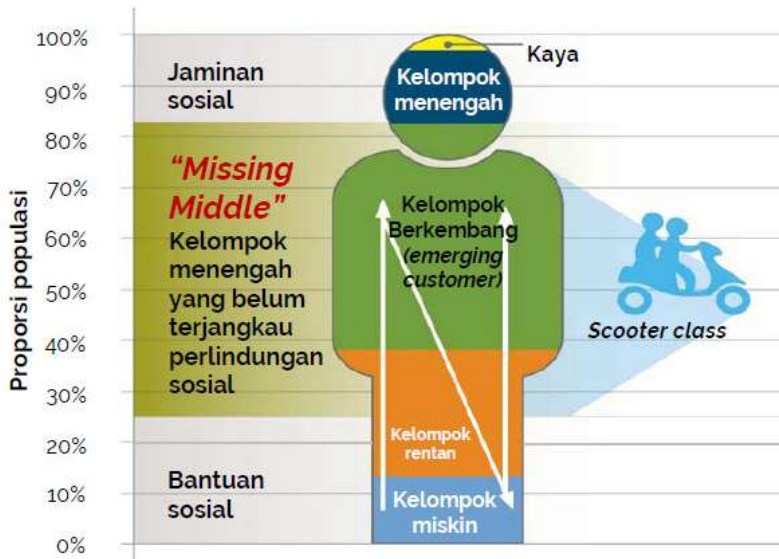 Proporsi populasi
100%
90%
80%
70%
60%
50%
40%
30%
20%
10%
0%
Jaminan
sosial
“Missing
Middle”
Kelompok
menengah
yang belum
terjangkau
perlindungan
sosial
Bantuan
sosial
Kaya
Kelompok
menengah
Kelompok
Berkembang
(emerging
customer)
Kelompok
rentan
Kelompok
miskin
Scooter class